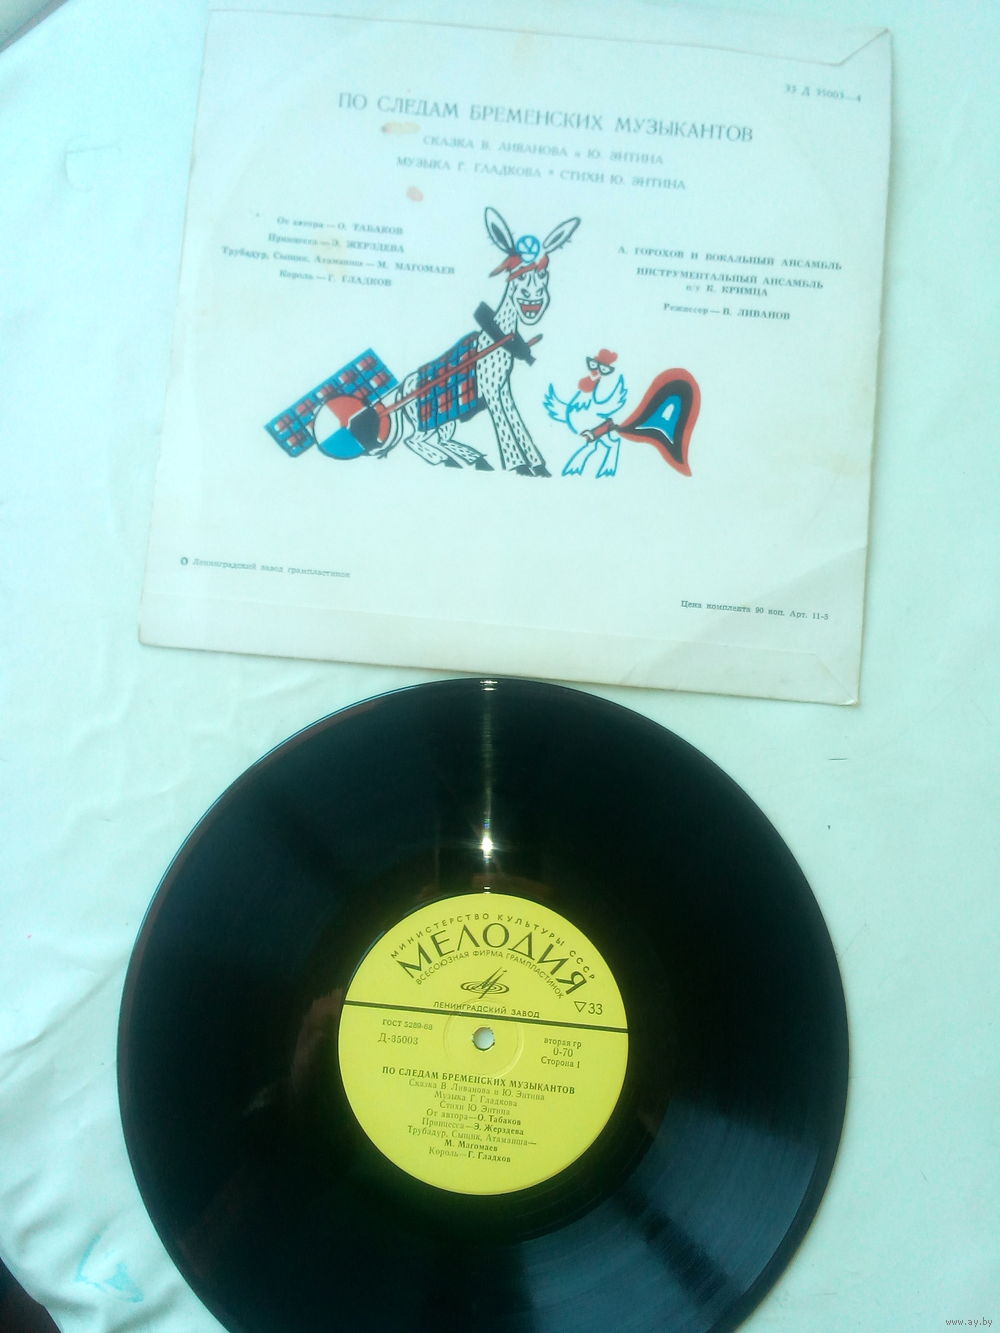 33 Д 35003—4
ПО СЛЕДАМ БРЕМЕНСКИХ МУЗЫКАНТОВ
СКАЗКА В. ЛИВАНОВА и Ю. ЭНТИНА
МУЗЫКА Г. ГЛАДКОВА * СТИХИ Ю. ЭНТИНА
От автора — О. ТАБАКОВ
Принцесса — Э. ЖЕРЗДЕВА
Трубадур, Сыщик, Атаманша — М. МАГОМАЕВ
Король — Г. ГЛАДКОВ
А. ГОРОХОВ И ВОКАЛЬНЫЙ АНСАМБЛЬ
ИНСТРУМЕНТАЛЬНЫЙ АНСАМБЛЬ
п/у К. КРИМЦА
Режиссер — В. ЛИВАНОВ
Ленинградский завод грампластинок
Цена комплекта 90 коп. Арт. 11-5
МИНИСТЕРСТВО КУЛЬТУРЫ СССР
МЕЛОДИЯ
ВСЕСОЮЗНАЯ ФИРМА ГРАМПЛАСТИНОК
ЛЕНИНГРАДСКИЙ ЗАВОД
▽33
ГОСТ 5289-68
Д-35003
вторая гр
0-70
Сторона 1
ПО СЛЕДАМ БРЕМЕНСКИХ МУЗЫКАНТОВ
Сказка В Ливанова и Ю. Энтина
Музыка Г. Гладкова
Стихи Ю. Энтина
От автора—О. Табаков
Принцесса—Э. Жерздева
Трубадур, Сыщик, Атаманша—
М. Магомаев
Король—Г. Гладков
www.ay.by